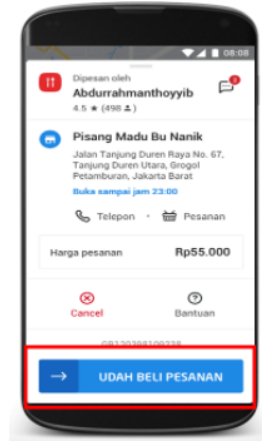 08:08
Dipesan oleh
Abdurrahmanthoyyib
4.5 ★ (498)
Pisang Madu Bu Nanik
Jalan Tanjung Duren Raya No. 67,
Tanjung Duren Utara, Grogol
Petamburan, Jakarta Barat
Buka sampai jam 23:00
Telepon · Pesanan
Harga pesanan Rp55.000
Cancel Bantuan
UDAH BELI PESANAN